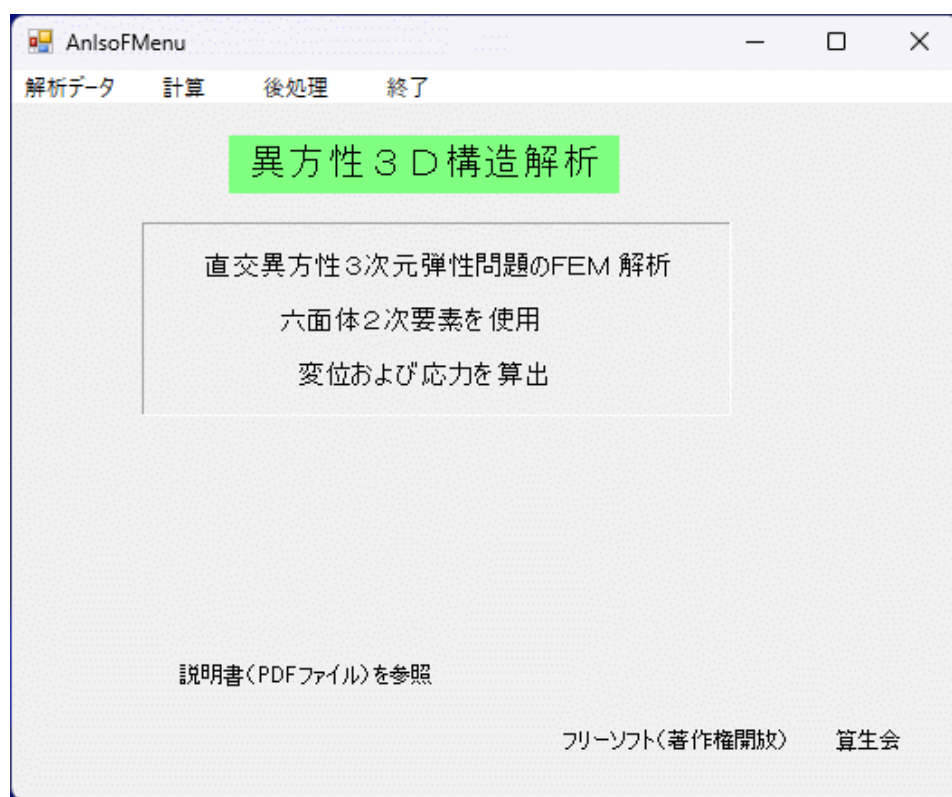 AnIsoFMenu
解析データ 計算 後処理 終了
異方性３Ｄ構造解析
直交異方性３次元弾性問題のFEM 解析
六面体２次要素を使用
変位および応力を算出
説明書(PDFファイル)を参照
フリーソフト(著作権開放) 算生会